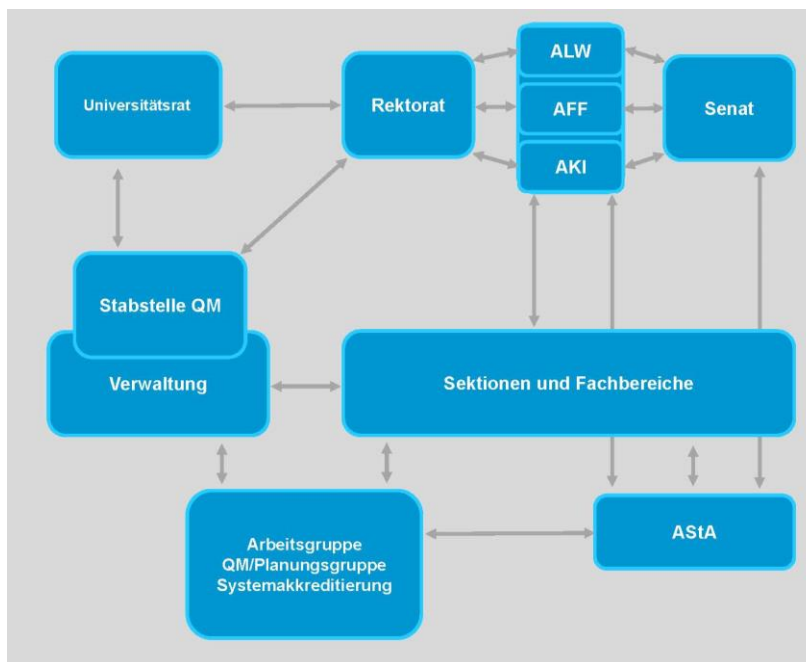 Universitätsrat
Rektorat
ALW
AFF
AKI
Senat
Stabstelle QM
Verwaltung
Sektionen und Fachbereiche
Arbeitsgruppe
QM/Planungsgruppe
Systemakkreditierung
AStA